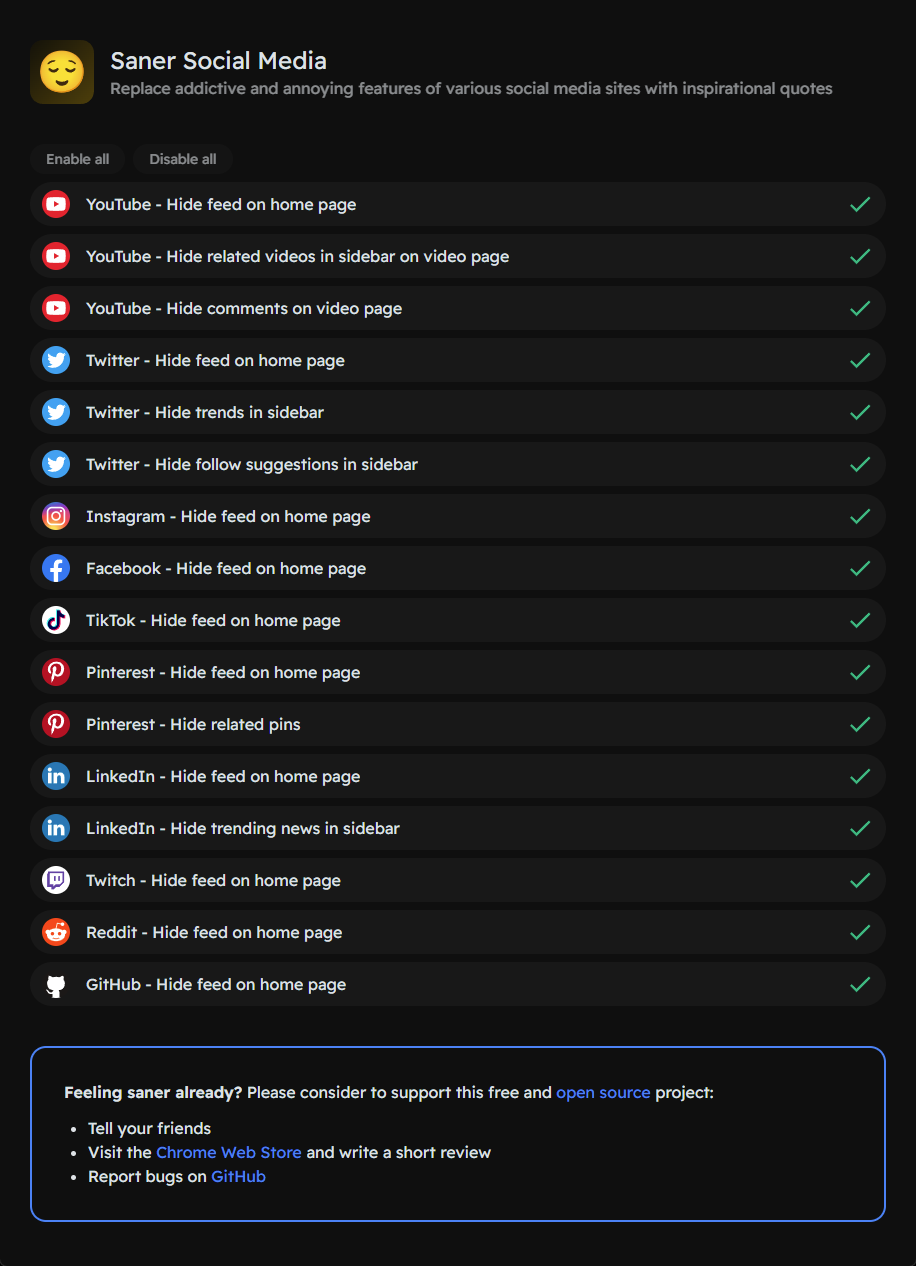 Saner Social Media
Replace addictive and annoying features of various social media sites with inspirational quotes
Enable all
Disable all
YouTube - Hide feed on home page
YouTube - Hide related videos in sidebar on video page
YouTube - Hide comments on video page
Twitter - Hide feed on home page
Twitter - Hide trends in sidebar
Twitter - Hide follow suggestions in sidebar
Instagram - Hide feed on home page
Facebook - Hide feed on home page
TikTok - Hide feed on home page
Pinterest - Hide feed on home page
Pinterest - Hide related pins
LinkedIn - Hide feed on home page
LinkedIn - Hide trending news in sidebar
Twitch - Hide feed on home page
Reddit - Hide feed on home page
GitHub - Hide feed on home page
Feeling saner already? Please consider to support this free and open source project:
• Tell your friends
• Visit the Chrome Web Store and write a short review
• Report bugs on GitHub